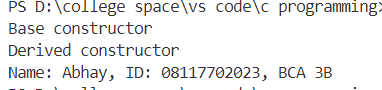 PS D:\college space\vs code\c programming>
Base constructor
Derived constructor
Name: Abhay, ID: 08117702023, BCA 3B